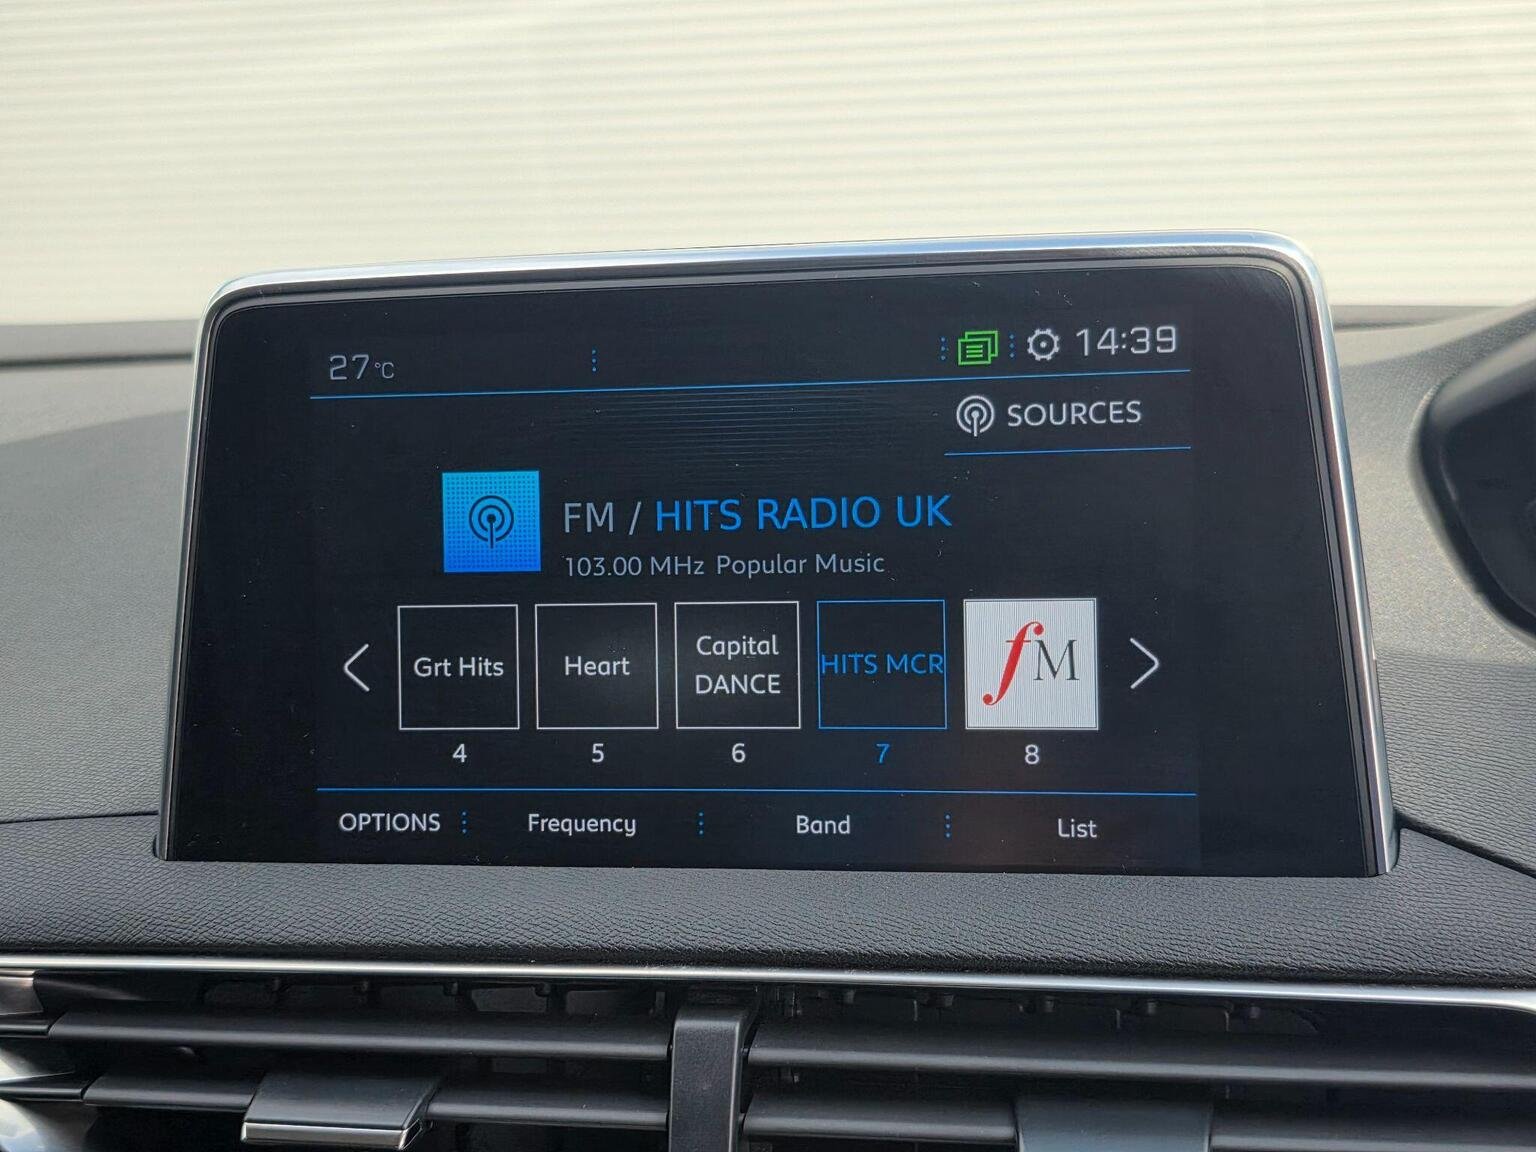 27°C
14:39
SOURCES
FM / HITS RADIO UK
103.00 MHz Popular Music
Grt Hits
Heart
Capital
DANCE
HITS MCR
fM
4
5
6
7
8
OPTIONS
Frequency
Band
List